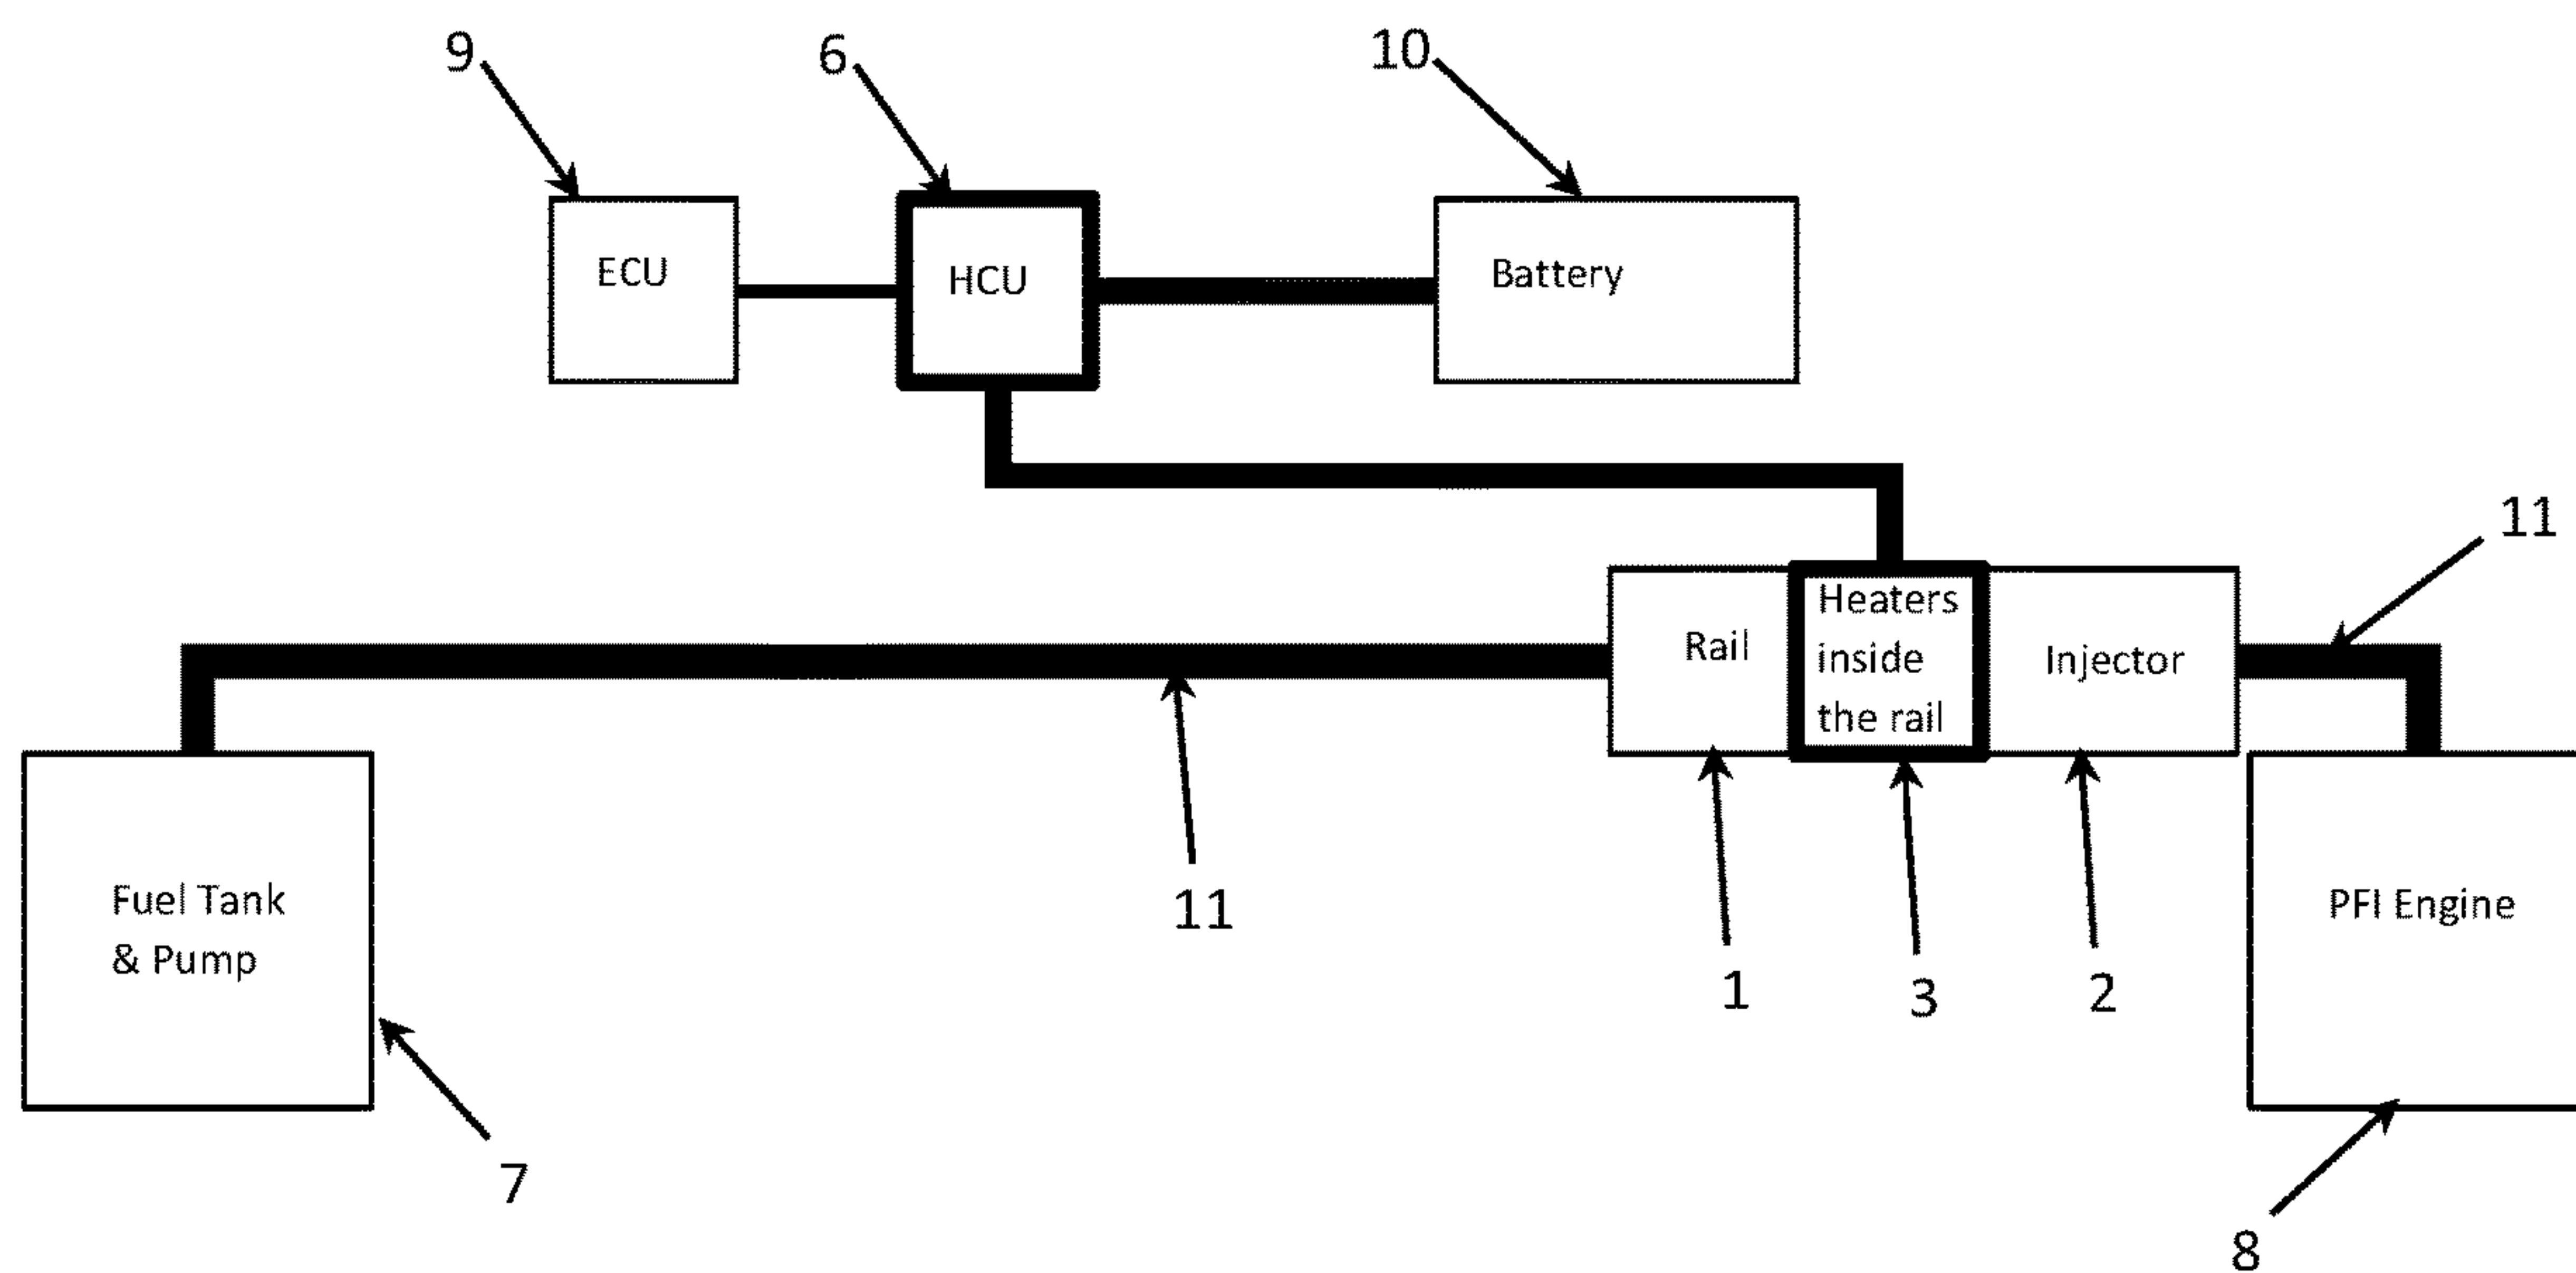 9
6
10
ECU
HCU
Battery
11
Rail
Heaters
inside
the rail
Injector
Fuel Tank
& Pump
PFI Engine
11
1
3
2
7
8